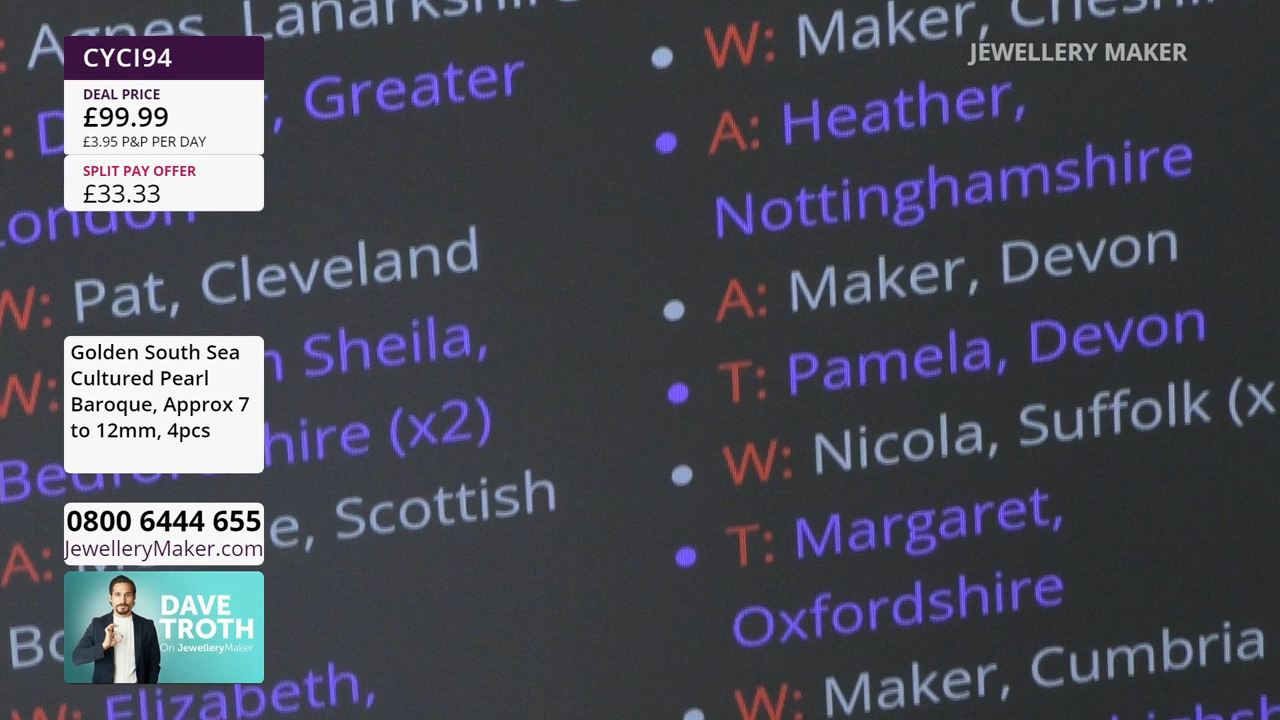 CYCI94
DEAL PRICE
£99.99
£3.95 P&P PER DAY
SPLIT PAY OFFER
£33.33
Golden South Sea
Cultured Pearl
Baroque, Approx 7
to 12mm, 4pcs
0800 6444 655
JewelleryMaker.com
DAVE
TROTH
On JewelleryMaker
JEWELLERY MAKER
Agnes, Lanarkshire
Greater
London
W: Pat, Cleveland
W: Sheila,
(x2)
A: Scottish
W: Elizabeth,
W: Maker, Cheshire
A: Heather,
Nottinghamshire
A: Maker, Devon
T: Pamela, Devon
W: Nicola, Suffolk (x
T: Margaret,
Oxfordshire
W: Maker, Cumbria